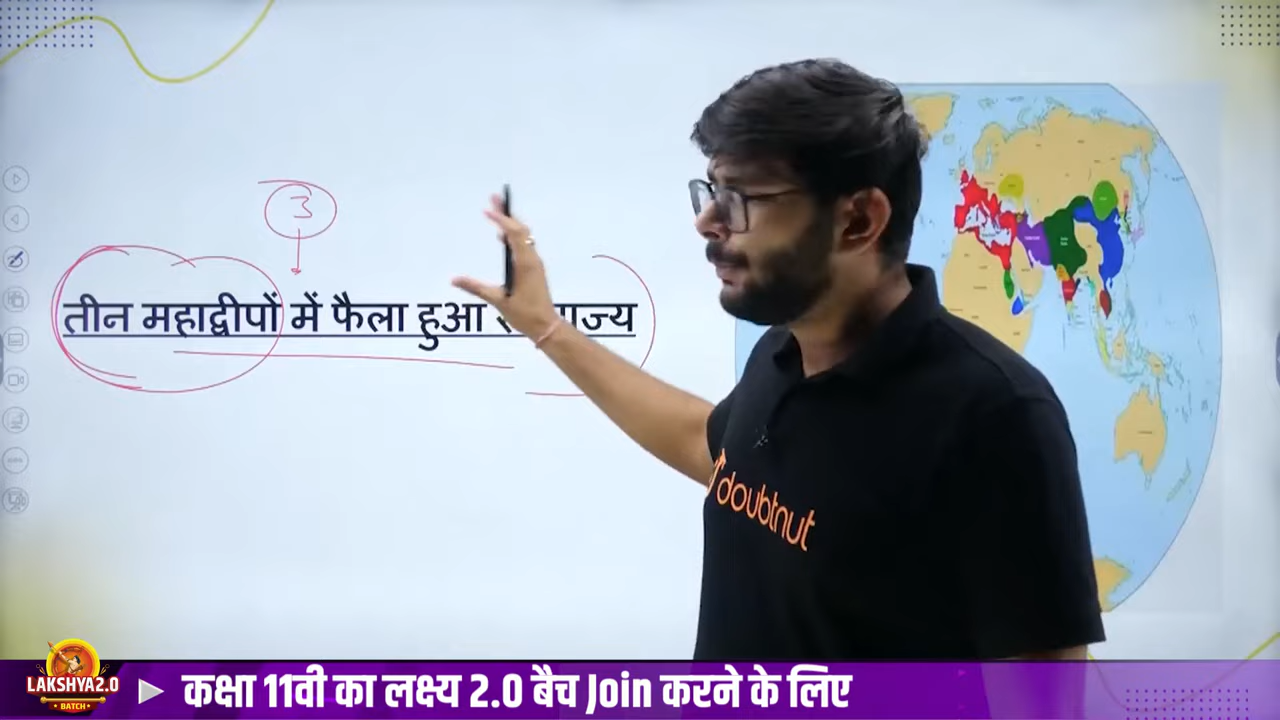 3
तीन महाद्वीपों में फैला हुआ
doubtnut
LAKSHYA2.0
BATCH
कक्षा 11वी का लक्ष्य 2.0 बैच Join करने के लिए